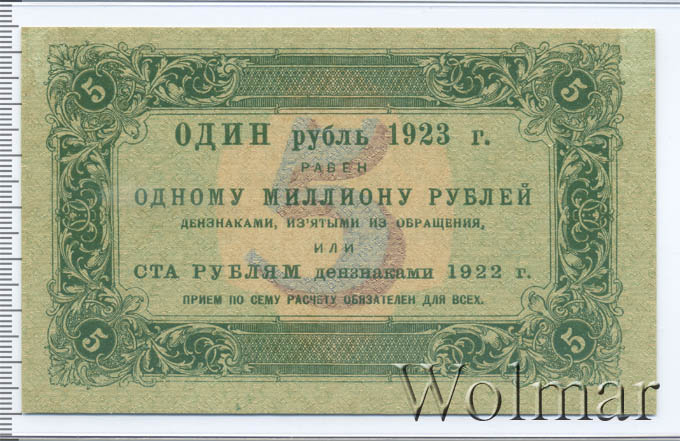 5 5
ОДИН рубль 1923 г.
РАВЕН
ОДНОМУ МИЛЛИОНУ РУБЛЕЙ
ДЕНЗНАКАМИ, ИЗ'ЯТЫМИ ИЗ ОБРАЩЕНИЯ,
ИЛИ
СТА РУБЛЯМ дензнаками 1922 г.
ПРИЕМ ПО СЕМУ РАСЧЕТУ ОБЯЗАТЕЛЕН ДЛЯ ВСЕХ.
5
5 5
Wolmar